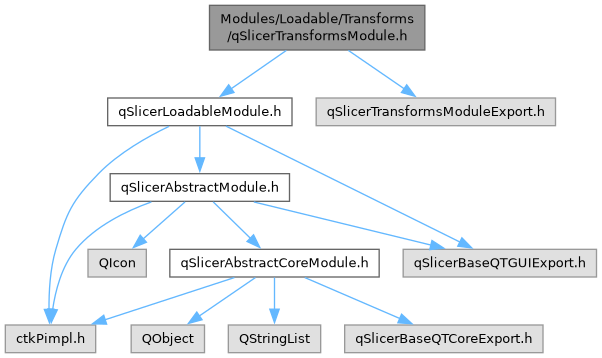 Modules/Loadable/Transforms
/qSlicerTransformsModule.h
qSlicerLoadableModule.h
qSlicerTransformsModuleExport.h
qSlicerAbstractModule.h
QIcon
qSlicerAbstractCoreModule.h
qSlicerBaseQTGUIExport.h
ctkPimpl.h
QObject
QStringList
qSlicerBaseQTCoreExport.h